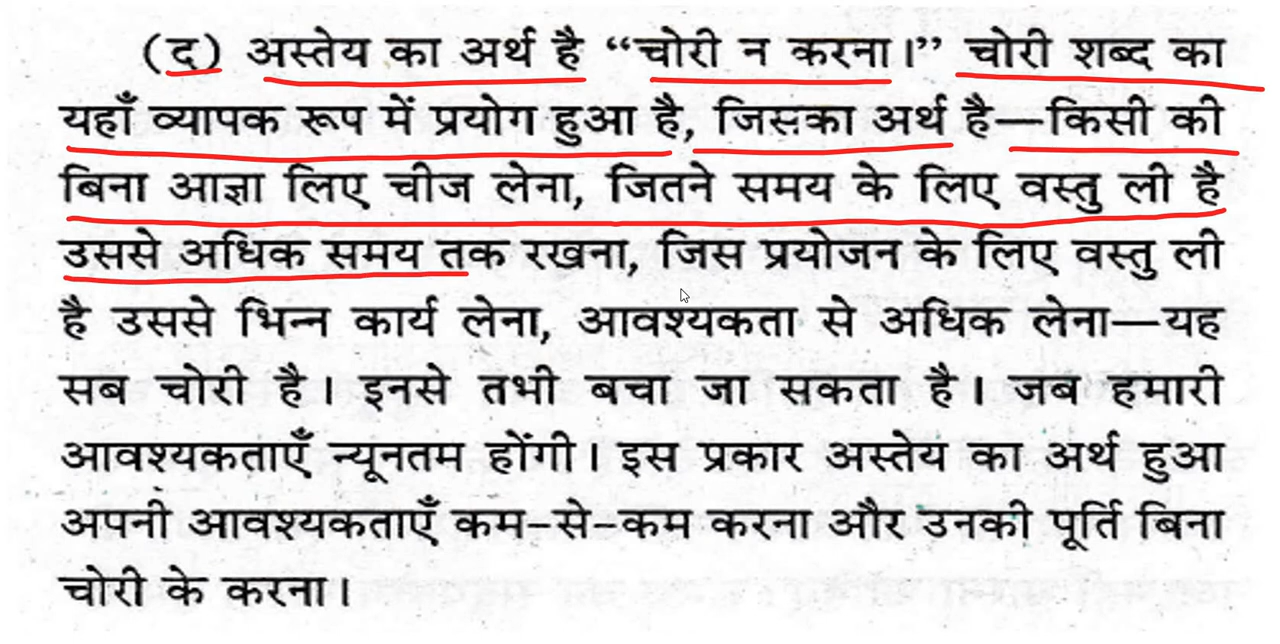 (द) अस्तेय का अर्थ है “चोरी न करना।” चोरी शब्द का
यहाँ व्यापक रूप में प्रयोग हुआ है, जिसका अर्थ है—किसी की
बिना आज्ञा लिए चीज लेना, जितने समय के लिए वस्तु ली है
उससे अधिक समय तक रखना, जिस प्रयोजन के लिए वस्तु ली
है उससे भिन्न कार्य लेना, आवश्यकता से अधिक लेना—यह
सब चोरी है। इनसे तभी बचा जा सकता है। जब हमारी
आवश्यकताएँ न्यूनतम होंगी। इस प्रकार अस्तेय का अर्थ हुआ
अपनी आवश्यकताएँ कम-से-कम करना और उनकी पूर्ति बिना
चोरी के करना।